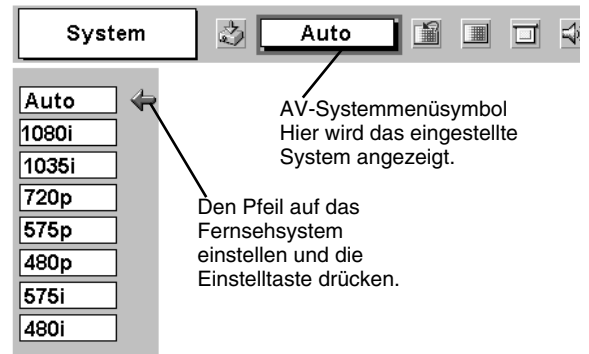 System
Auto
AV-Systemmenüsymbol
Hier wird das eingestellte
System angezeigt.
Auto
1080i
1035i
720p
575p
480p
575i
480i
Den Pfeil auf das
Fernsehsystem
einstellen und die
Einstelltaste drücken.